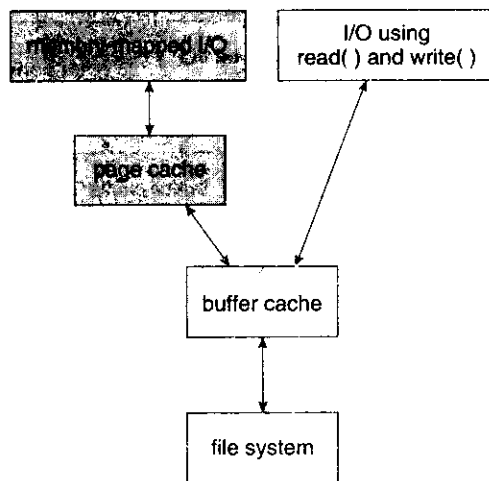 memory-mapped I/O
I/O using
read( ) and write( )
page cache
buffer cache
file system